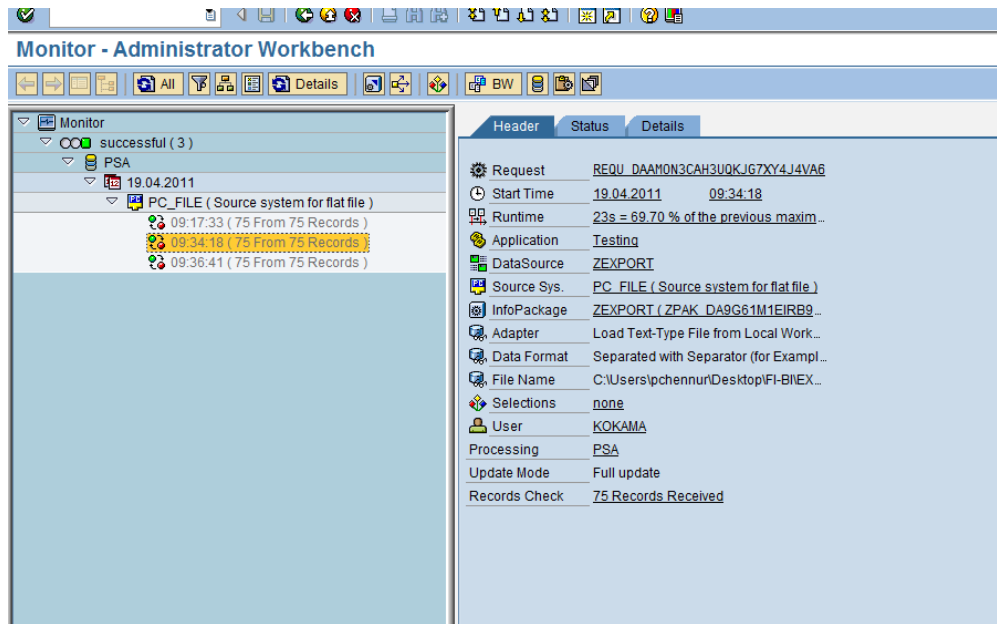 Monitor - Administrator Workbench
All
Details
BW
Monitor
successful ( 3 )
PSA
19.04.2011
PC_FILE ( Source system for flat file )
09:17:33 ( 75 From 75 Records )
09:34:18 ( 75 From 75 Records )
09:36:41 ( 75 From 75 Records )
Header Status Details
Request REQU_DAAM0N3CAH3UQKJG7XY4J4VA6
Start Time 19.04.2011 09:34:18
Runtime 23s = 69.70 % of the previous maxim...
Application Testing
DataSource ZEXPORT
Source Sys. PC_FILE ( Source system for flat file )
InfoPackage ZEXPORT ( ZPAK_DA9G61M1EIRB9...
Adapter Load Text-Type File from Local Work...
Data Format Separated with Separator (for Exampl...
File Name C:\Users\pchennur\Desktop\FI-BI\EX...
Selections none
User KOKAMA
Processing PSA
Update Mode Full update
Records Check 75 Records Received